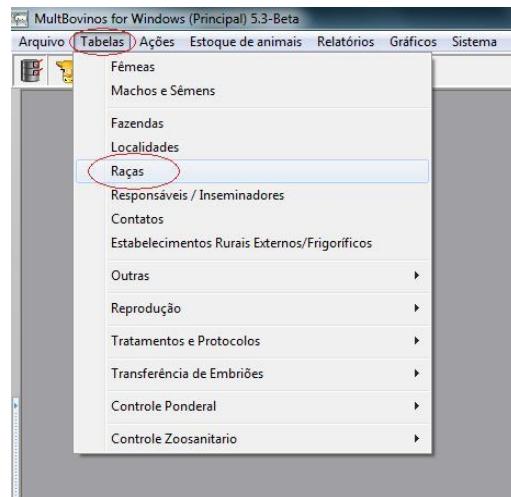 MultBovinos for Windows (Principal) 5.3-Beta
Arquivo Tabelas Ações Estoque de animais Relatórios Gráficos Sistema
Fêmeas
Machos e Sêmens
Fazendas
Localidades
Raças
Responsáveis / Inseminadores
Contatos
Estabelecimentos Rurais Externos/Frigoríficos
Outras
Reprodução
Tratamentos e Protocolos
Transferência de Embriões
Controle Ponderal
Controle Zoosanitario